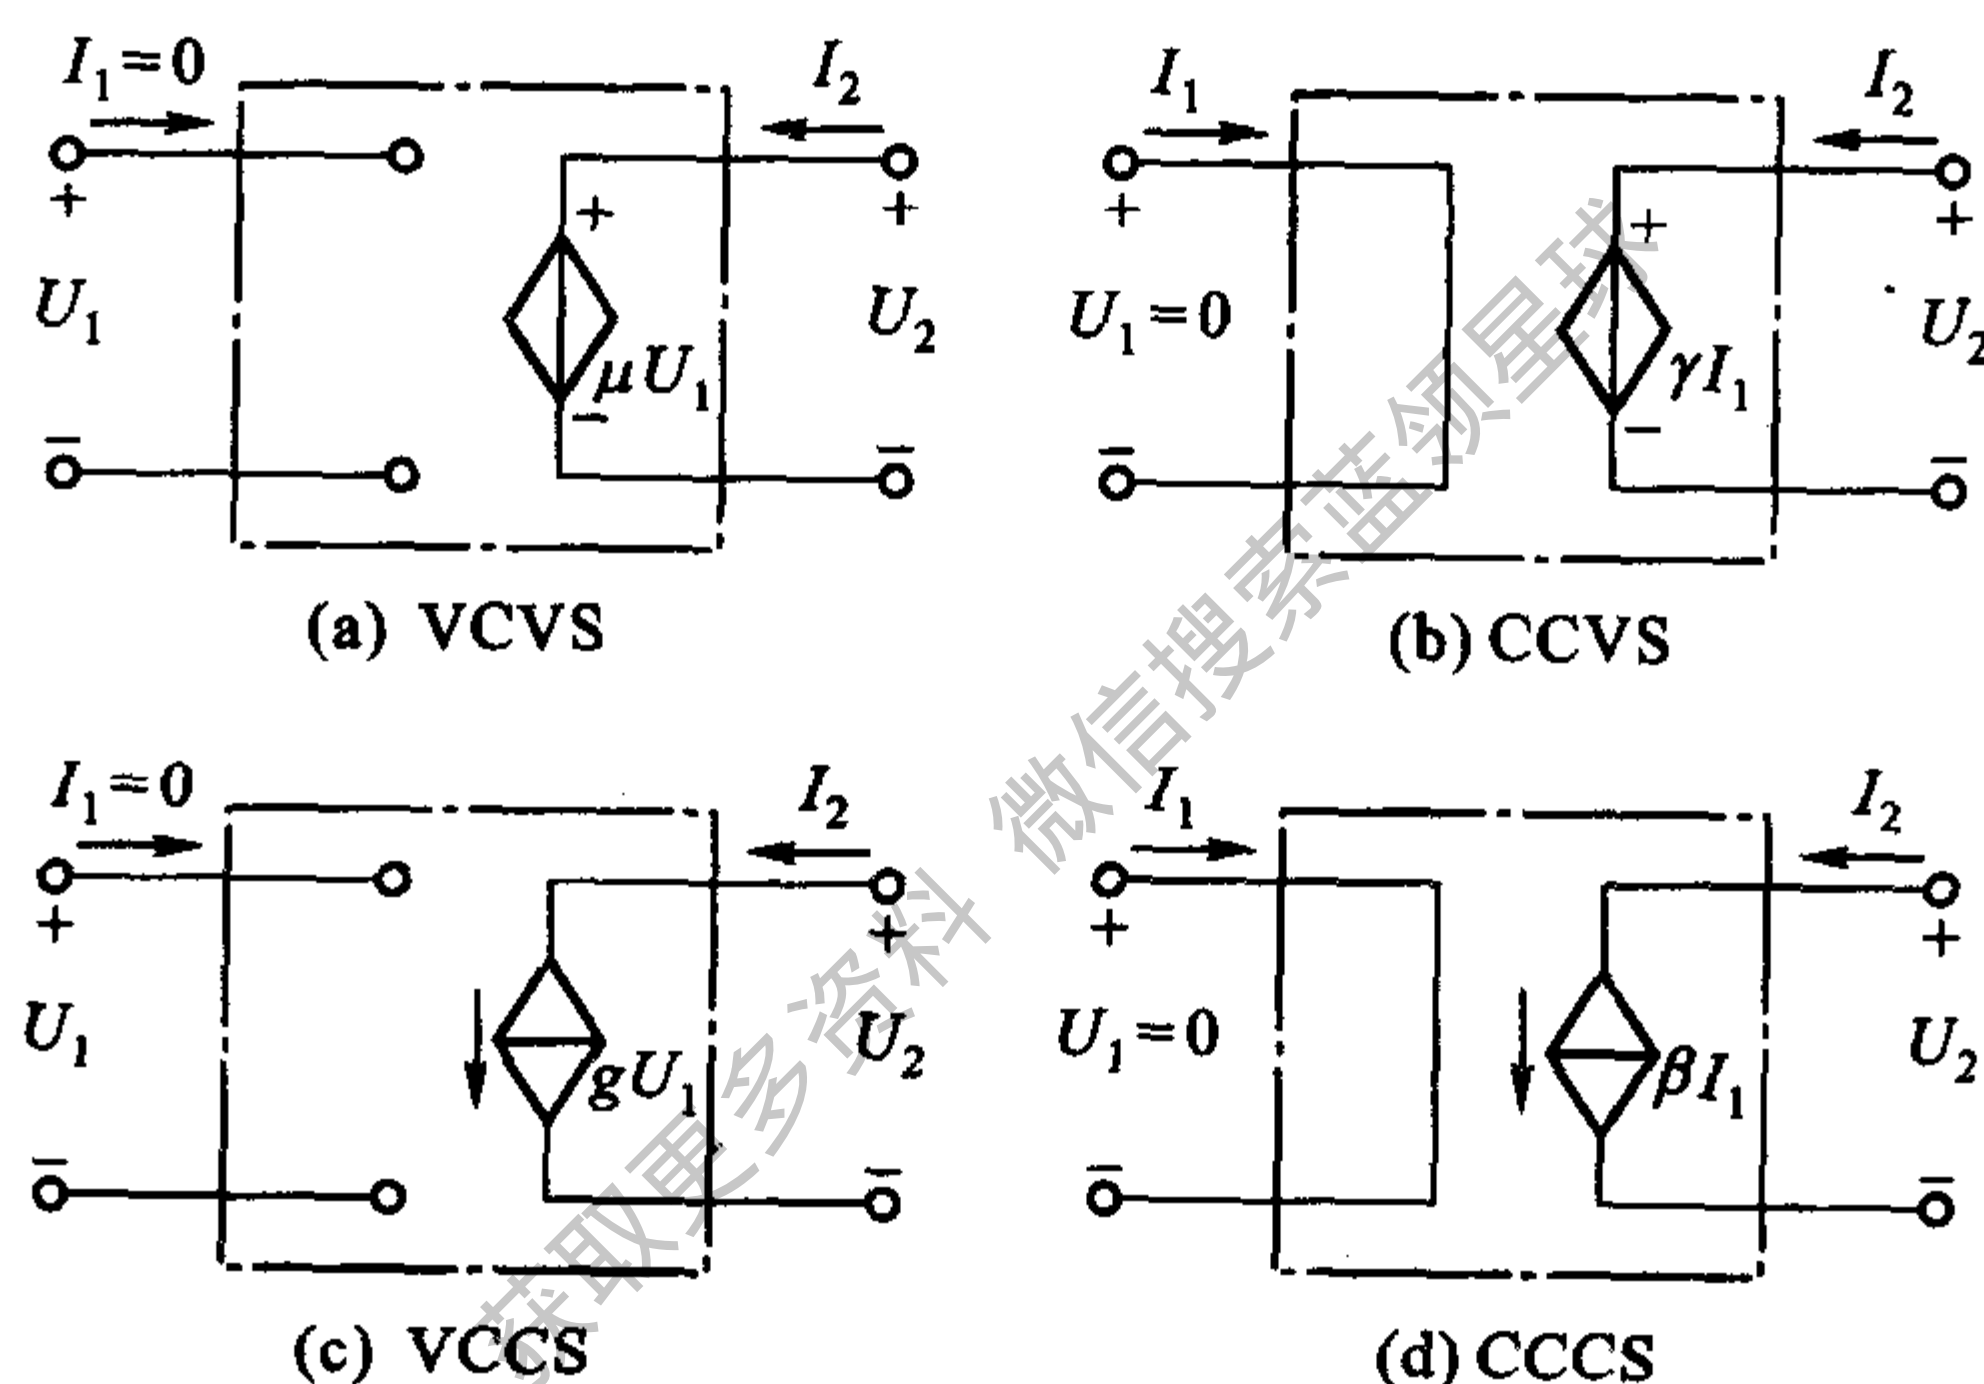 I₁=0 I₂ I₁ I₂
+ + + + + +
U₁ U₂ U₁=0 U₂
μU₁ γI₁
− − − − − −
(a) VCVS (b) CCVS
I₁=0 I₂ I₁ I₂
+ + + +
U₁ gU₁ U₂ U₁=0 βI₁ U₂
− − − −
(c) VCCS (d) CCCS
获取更多资料 微信搜索蓝领星球